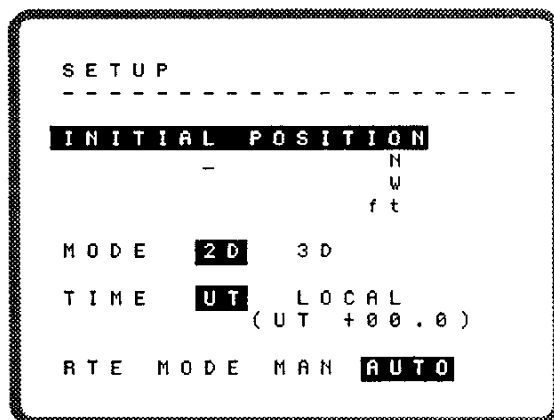 SETUP
INITIAL POSITION
_ N
W
ft
MODE 2D 3D
TIME UT LOCAL
(UT +00.0)
RTE MODE MAN AUTO